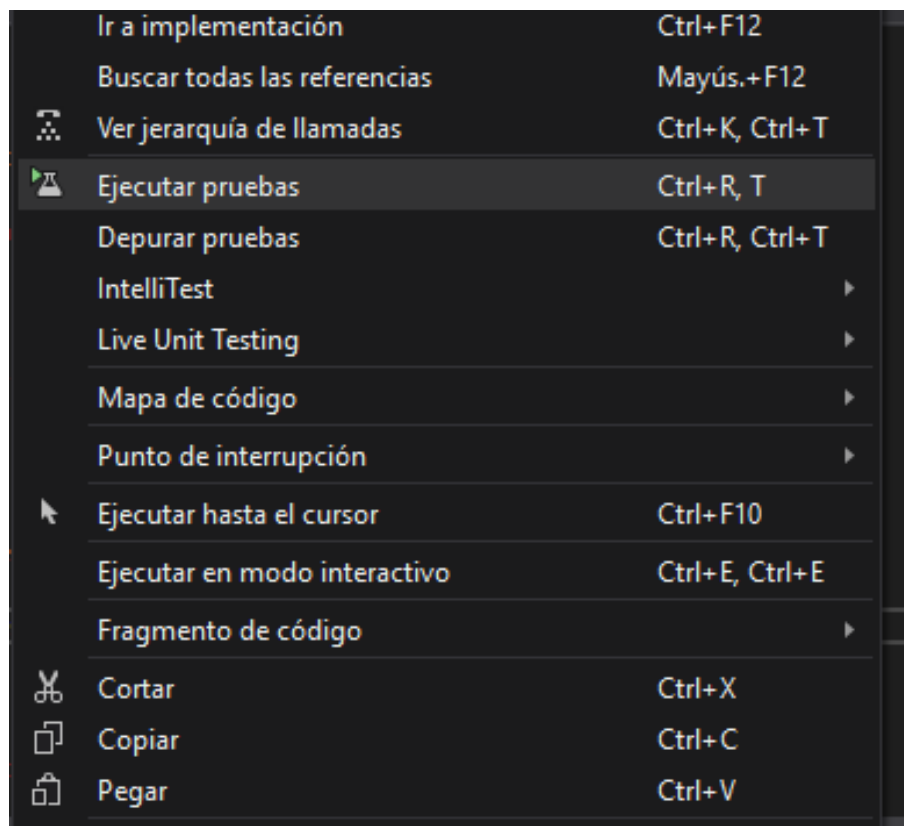 Ir a implementación Ctrl+F12
Buscar todas las referencias Mayús.+F12
Ver jerarquía de llamadas Ctrl+K, Ctrl+T
Ejecutar pruebas Ctrl+R, T
Depurar pruebas Ctrl+R, Ctrl+T
IntelliTest
Live Unit Testing
Mapa de código
Punto de interrupción
Ejecutar hasta el cursor Ctrl+F10
Ejecutar en modo interactivo Ctrl+E, Ctrl+E
Fragmento de código
Cortar Ctrl+X
Copiar Ctrl+C
Pegar Ctrl+V